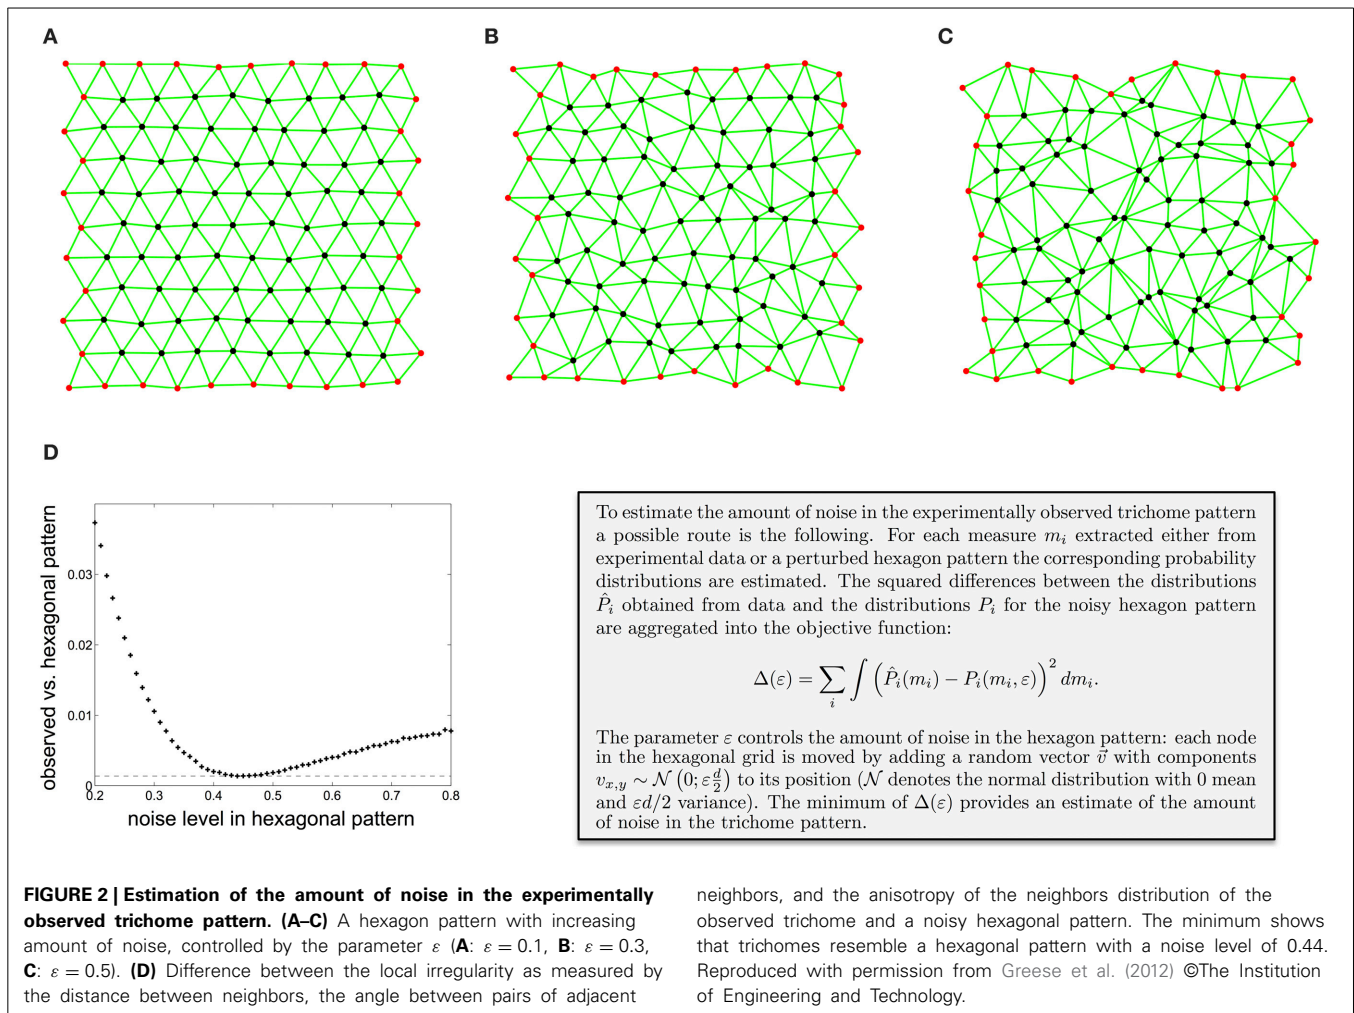 A
B
C
D
observed vs. hexagonal pattern
0.03
0.02
0.01
0
0.2
0.3
0.4
0.5
0.6
0.7
0.8
noise level in hexagonal pattern
To estimate the amount of noise in the experimentally observed trichome pattern
a possible route is the following. For each measure mᵢ extracted either from
experimental data or a perturbed hexagon pattern the corresponding probability
distributions are estimated. The squared differences between the distributions
P̂ᵢ obtained from data and the distributions Pᵢ for the noisy hexagon pattern
are aggregated into the objective function:
Δ(ε) = ∑ᵢ ∫ (P̂ᵢ(mᵢ) − Pᵢ(mᵢ, ε))² dmᵢ.
The parameter ε controls the amount of noise in the hexagon pattern: each node
in the hexagonal grid is moved by adding a random vector v⃗ with components
vₓ,ᵧ ∼ 𝒩 (0; ε d/2) to its position (𝒩 denotes the normal distribution with 0 mean
and εd/2 variance). The minimum of Δ(ε) provides an estimate of the amount
of noise in the trichome pattern.
FIGURE 2 | Estimation of the amount of noise in the experimentally
observed trichome pattern. (A–C) A hexagon pattern with increasing
amount of noise, controlled by the parameter ε (A: ε = 0.1, B: ε = 0.3,
C: ε = 0.5). (D) Difference between the local irregularity as measured by
the distance between neighbors, the angle between pairs of adjacent
neighbors, and the anisotropy of the neighbors distribution of the
observed trichome and a noisy hexagonal pattern. The minimum shows
that trichomes resemble a hexagonal pattern with a noise level of 0.44.
Reproduced with permission from Greese et al. (2012) ©The Institution
of Engineering and Technology.